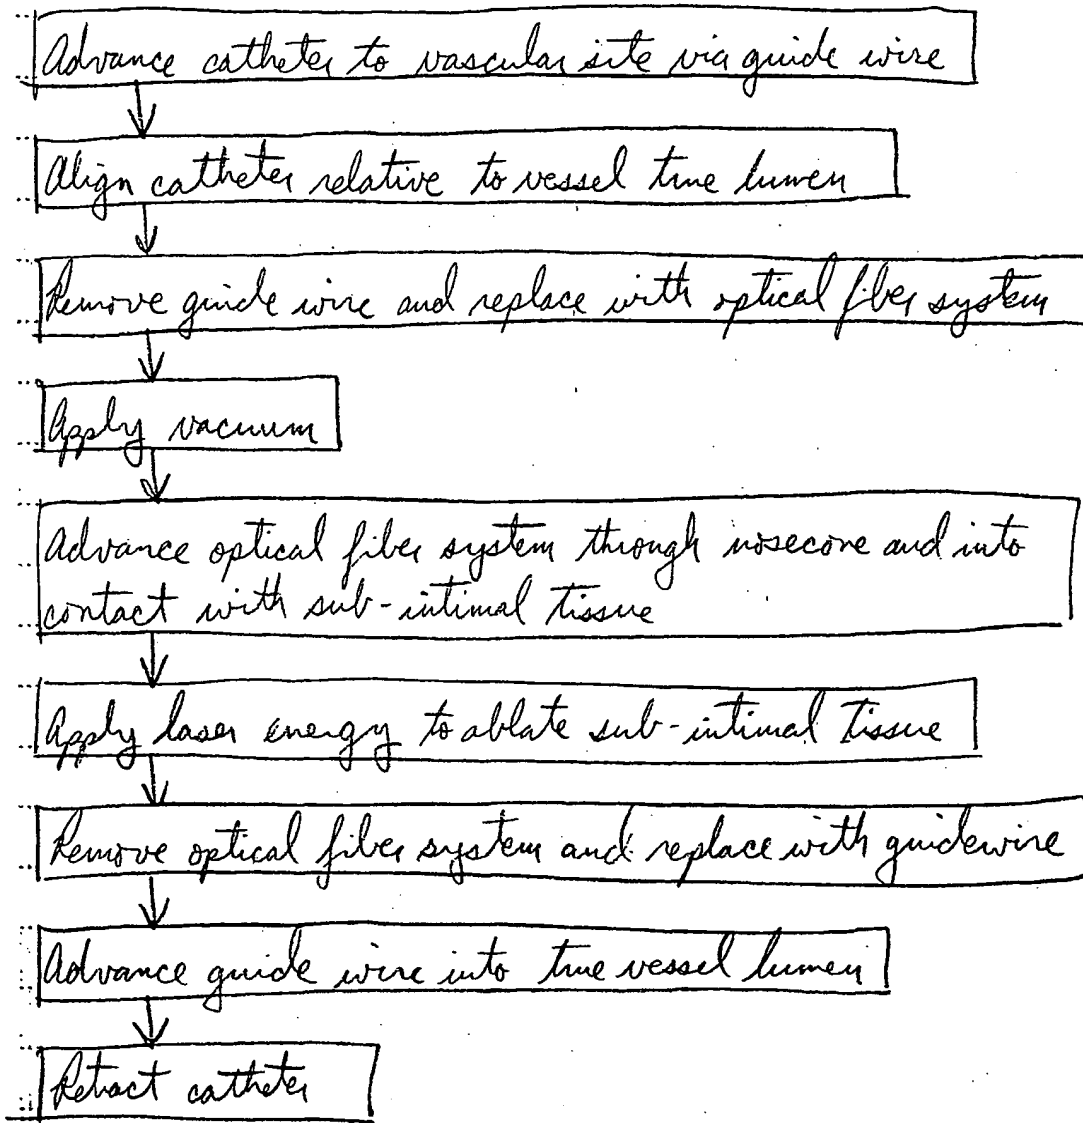 Advance catheter to vascular site via guide wire
Align catheter relative to vessel true lumen
Remove guide wire and replace with optical fiber system
Apply vacuum
Advance optical fiber system through nosecone and into
contact with sub-intimal tissue
Apply laser energy to ablate sub-intimal tissue
Remove optical fiber system and replace with guidewire
Advance guide wire into true vessel lumen
Retract catheter